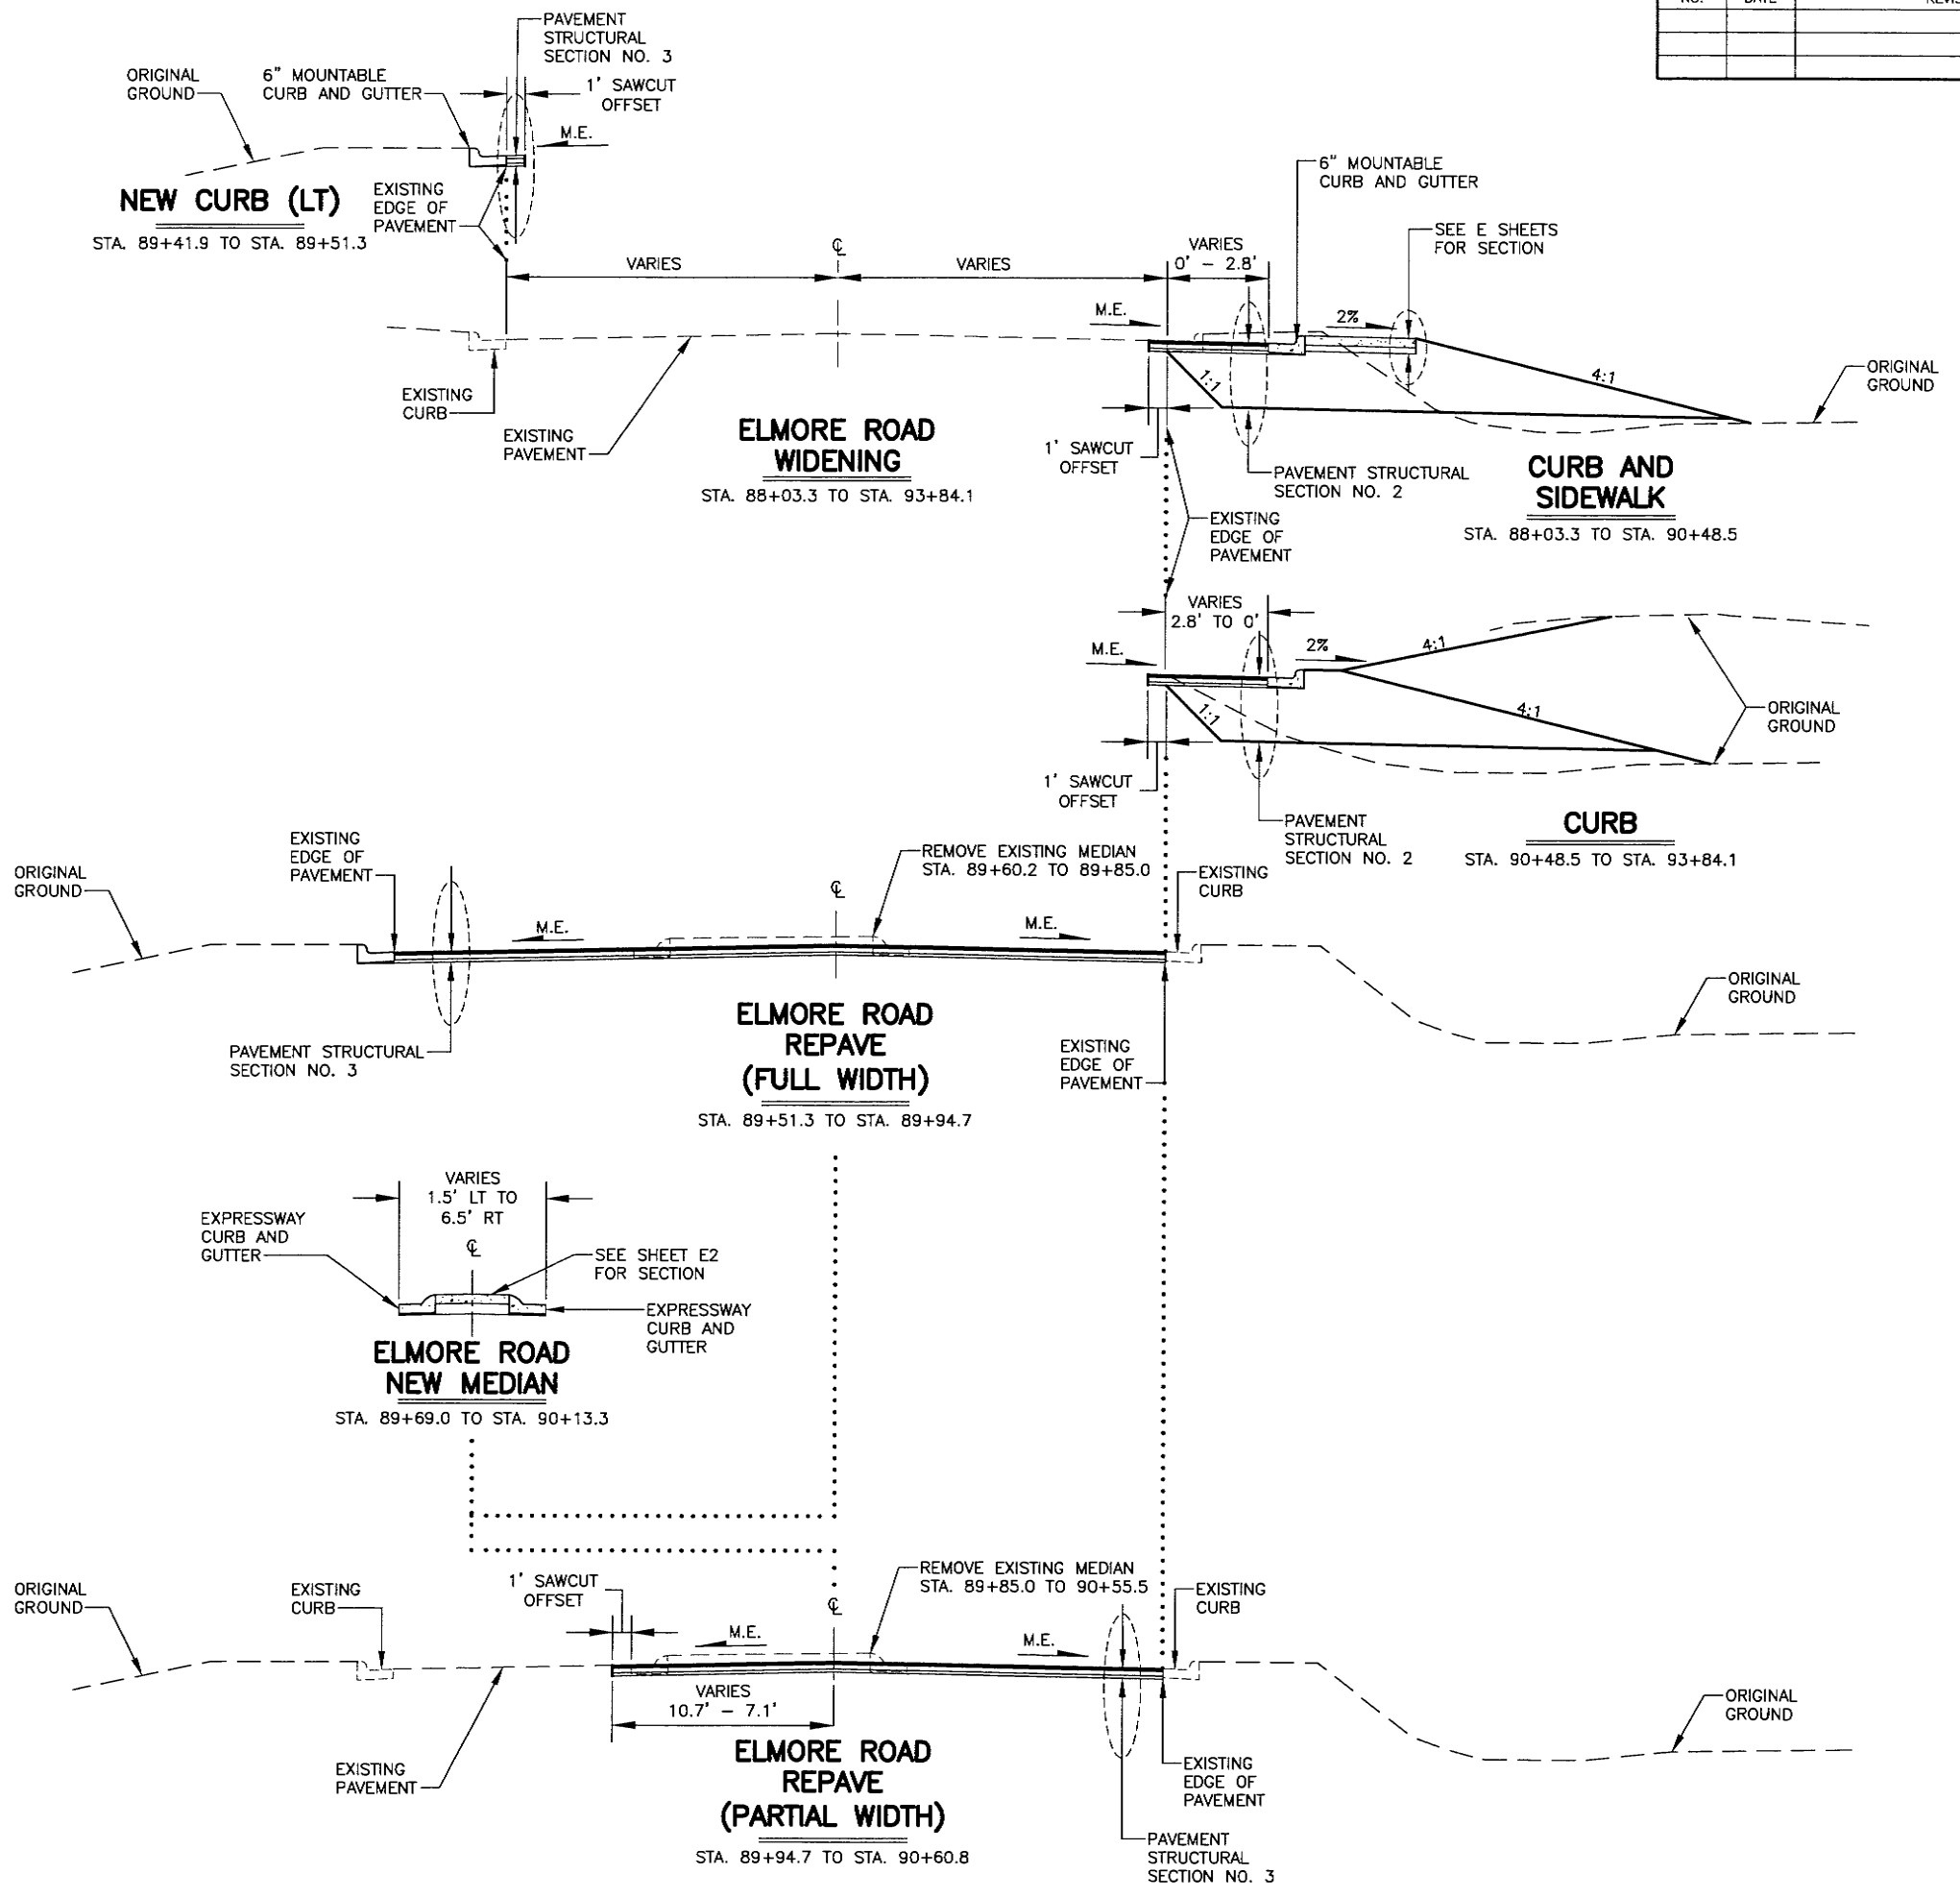 NO.
DATE
PAVEMENT
STRUCTURAL
SECTION NO. 3
ORIGINAL
GROUND
6" MOUNTABLE
CURB AND GUTTER
1' SAWCUT
OFFSET
M.E.
NEW CURB (LT)
STA. 89+41.9 TO STA. 89+51.3
EXISTING
EDGE OF
PAVEMENT
6" MOUNTABLE
CURB AND GUTTER
SEE E SHEETS
FOR SECTION
VARIES
℄
VARIES
VARIES
0' - 2.8'
M.E.
2%
1:1
4:1
ORIGINAL
GROUND
EXISTING
CURB
EXISTING
PAVEMENT
ELMORE ROAD
WIDENING
STA. 88+03.3 TO STA. 93+84.1
1' SAWCUT
OFFSET
PAVEMENT STRUCTURAL
SECTION NO. 2
CURB AND
SIDEWALK
STA. 88+03.3 TO STA. 90+48.5
EXISTING
EDGE OF
PAVEMENT
VARIES
2.8' TO 0'
M.E.
2%
4:1
1:1
4:1
ORIGINAL
GROUND
1' SAWCUT
OFFSET
PAVEMENT
STRUCTURAL
SECTION NO. 2
CURB
STA. 90+48.5 TO STA. 93+84.1
ORIGINAL
GROUND
EXISTING
EDGE OF
PAVEMENT
REMOVE EXISTING MEDIAN
STA. 89+60.2 TO 89+85.0
EXISTING
CURB
℄
M.E.
M.E.
ORIGINAL
GROUND
PAVEMENT STRUCTURAL
SECTION NO. 3
ELMORE ROAD
REPAVE
(FULL WIDTH)
STA. 89+51.3 TO STA. 89+94.7
EXISTING
EDGE OF
PAVEMENT
VARIES
1.5' LT TO
6.5' RT
EXPRESSWAY
CURB AND
GUTTER
℄
SEE SHEET E2
FOR SECTION
EXPRESSWAY
CURB AND
GUTTER
ELMORE ROAD
NEW MEDIAN
STA. 89+69.0 TO STA. 90+13.3
ORIGINAL
GROUND
EXISTING
CURB
1' SAWCUT
OFFSET
REMOVE EXISTING MEDIAN
STA. 89+85.0 TO 90+55.5
EXISTING
CURB
℄
M.E.
M.E.
VARIES
10.7' - 7.1'
ORIGINAL
GROUND
EXISTING
PAVEMENT
ELMORE ROAD
REPAVE
(PARTIAL WIDTH)
STA. 89+94.7 TO STA. 90+60.8
EXISTING
EDGE OF
PAVEMENT
PAVEMENT
STRUCTURAL
SECTION NO. 3